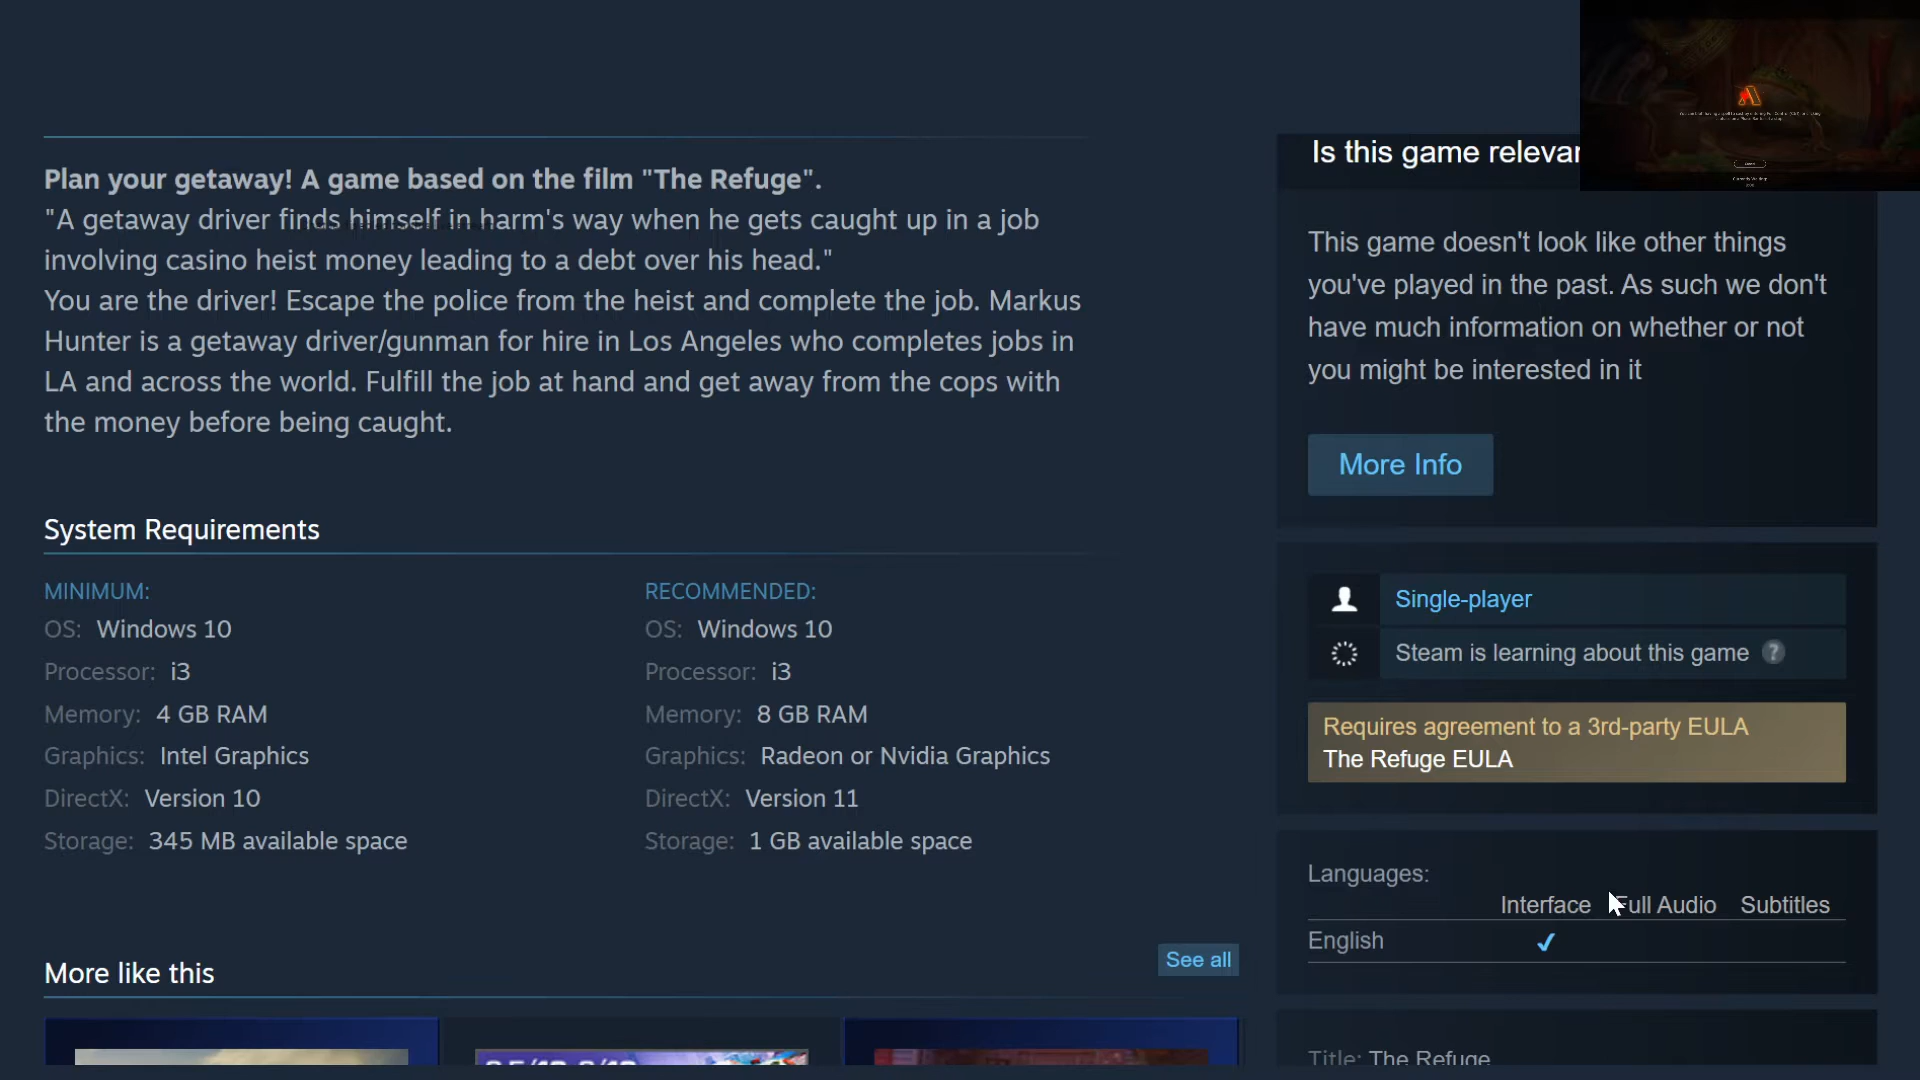 Plan your getaway! A game based on the film "The Refuge".
"A getaway driver finds himself in harm's way when he gets caught up in a job
involving casino heist money leading to a debt over his head."
You are the driver! Escape the police from the heist and complete the job. Markus
Hunter is a getaway driver/gunman for hire in Los Angeles who completes jobs in
LA and across the world. Fulfill the job at hand and get away from the cops with
the money before being caught.
System Requirements
MINIMUM:
OS: Windows 10
Processor: i3
Memory: 4 GB RAM
Graphics: Intel Graphics
DirectX: Version 10
Storage: 345 MB available space
RECOMMENDED:
OS: Windows 10
Processor: i3
Memory: 8 GB RAM
Graphics: Radeon or Nvidia Graphics
DirectX: Version 11
Storage: 1 GB available space
More like this
See all
Is this game
This game doesn't look like other things
you've played in the past. As such we don't
have much information on whether or not
you might be interested in it
More Info
Single-player
Steam is learning about this game ?
Requires agreement to a 3rd-party EULA
The Refuge EULA
Languages:
Interface Full Audio Subtitles
English ✔
Title: The Refuge